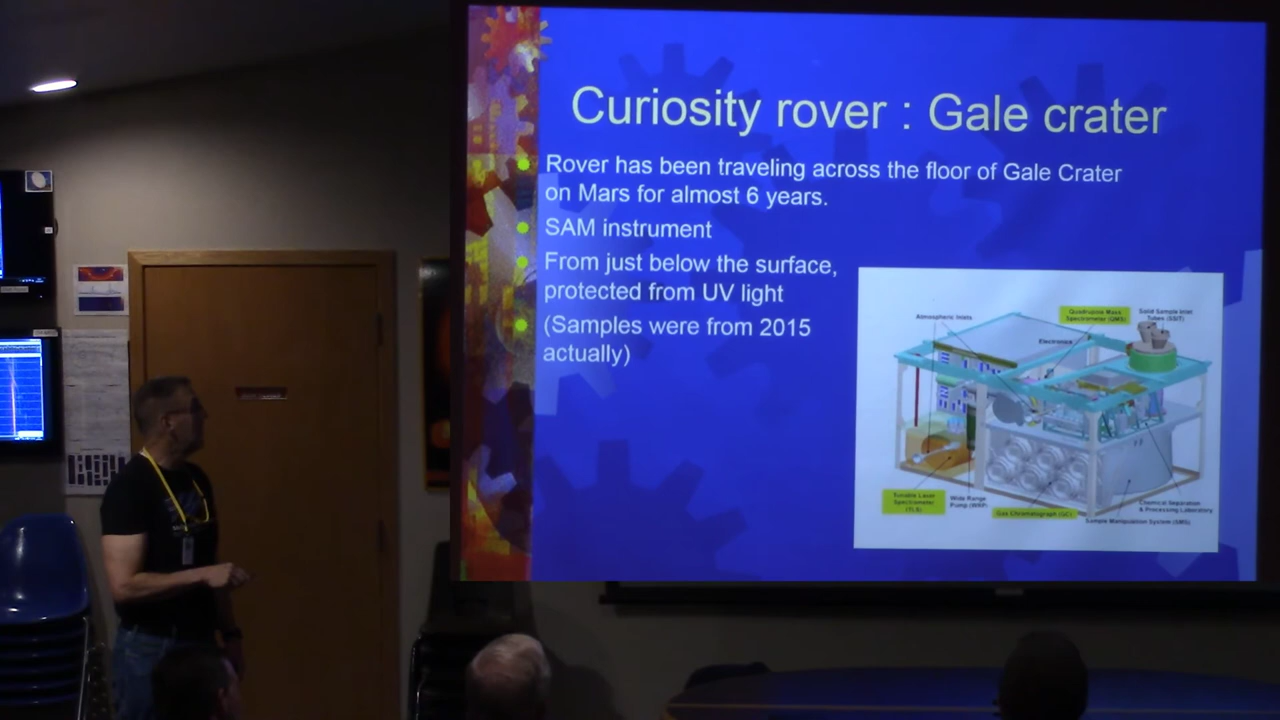 Curiosity rover : Gale crater
Rover has been traveling across the floor of Gale Crater
on Mars for almost 6 years.
SAM instrument
From just below the surface,
protected from UV light
(Samples were from 2015
actually)
Atmospheric Inlets
Quadrupole Mass
Spectrometer (QMS)
Solid Sample Inlet
Tubes (SSIT)
Electronics
Tunable Laser
Spectrometer
(TLS)
Wide Range
Pump (WRP)
Gas Chromatograph (GC)
Chemical Separation
& Processing Laboratory
Sample Manipulation System (SMS)